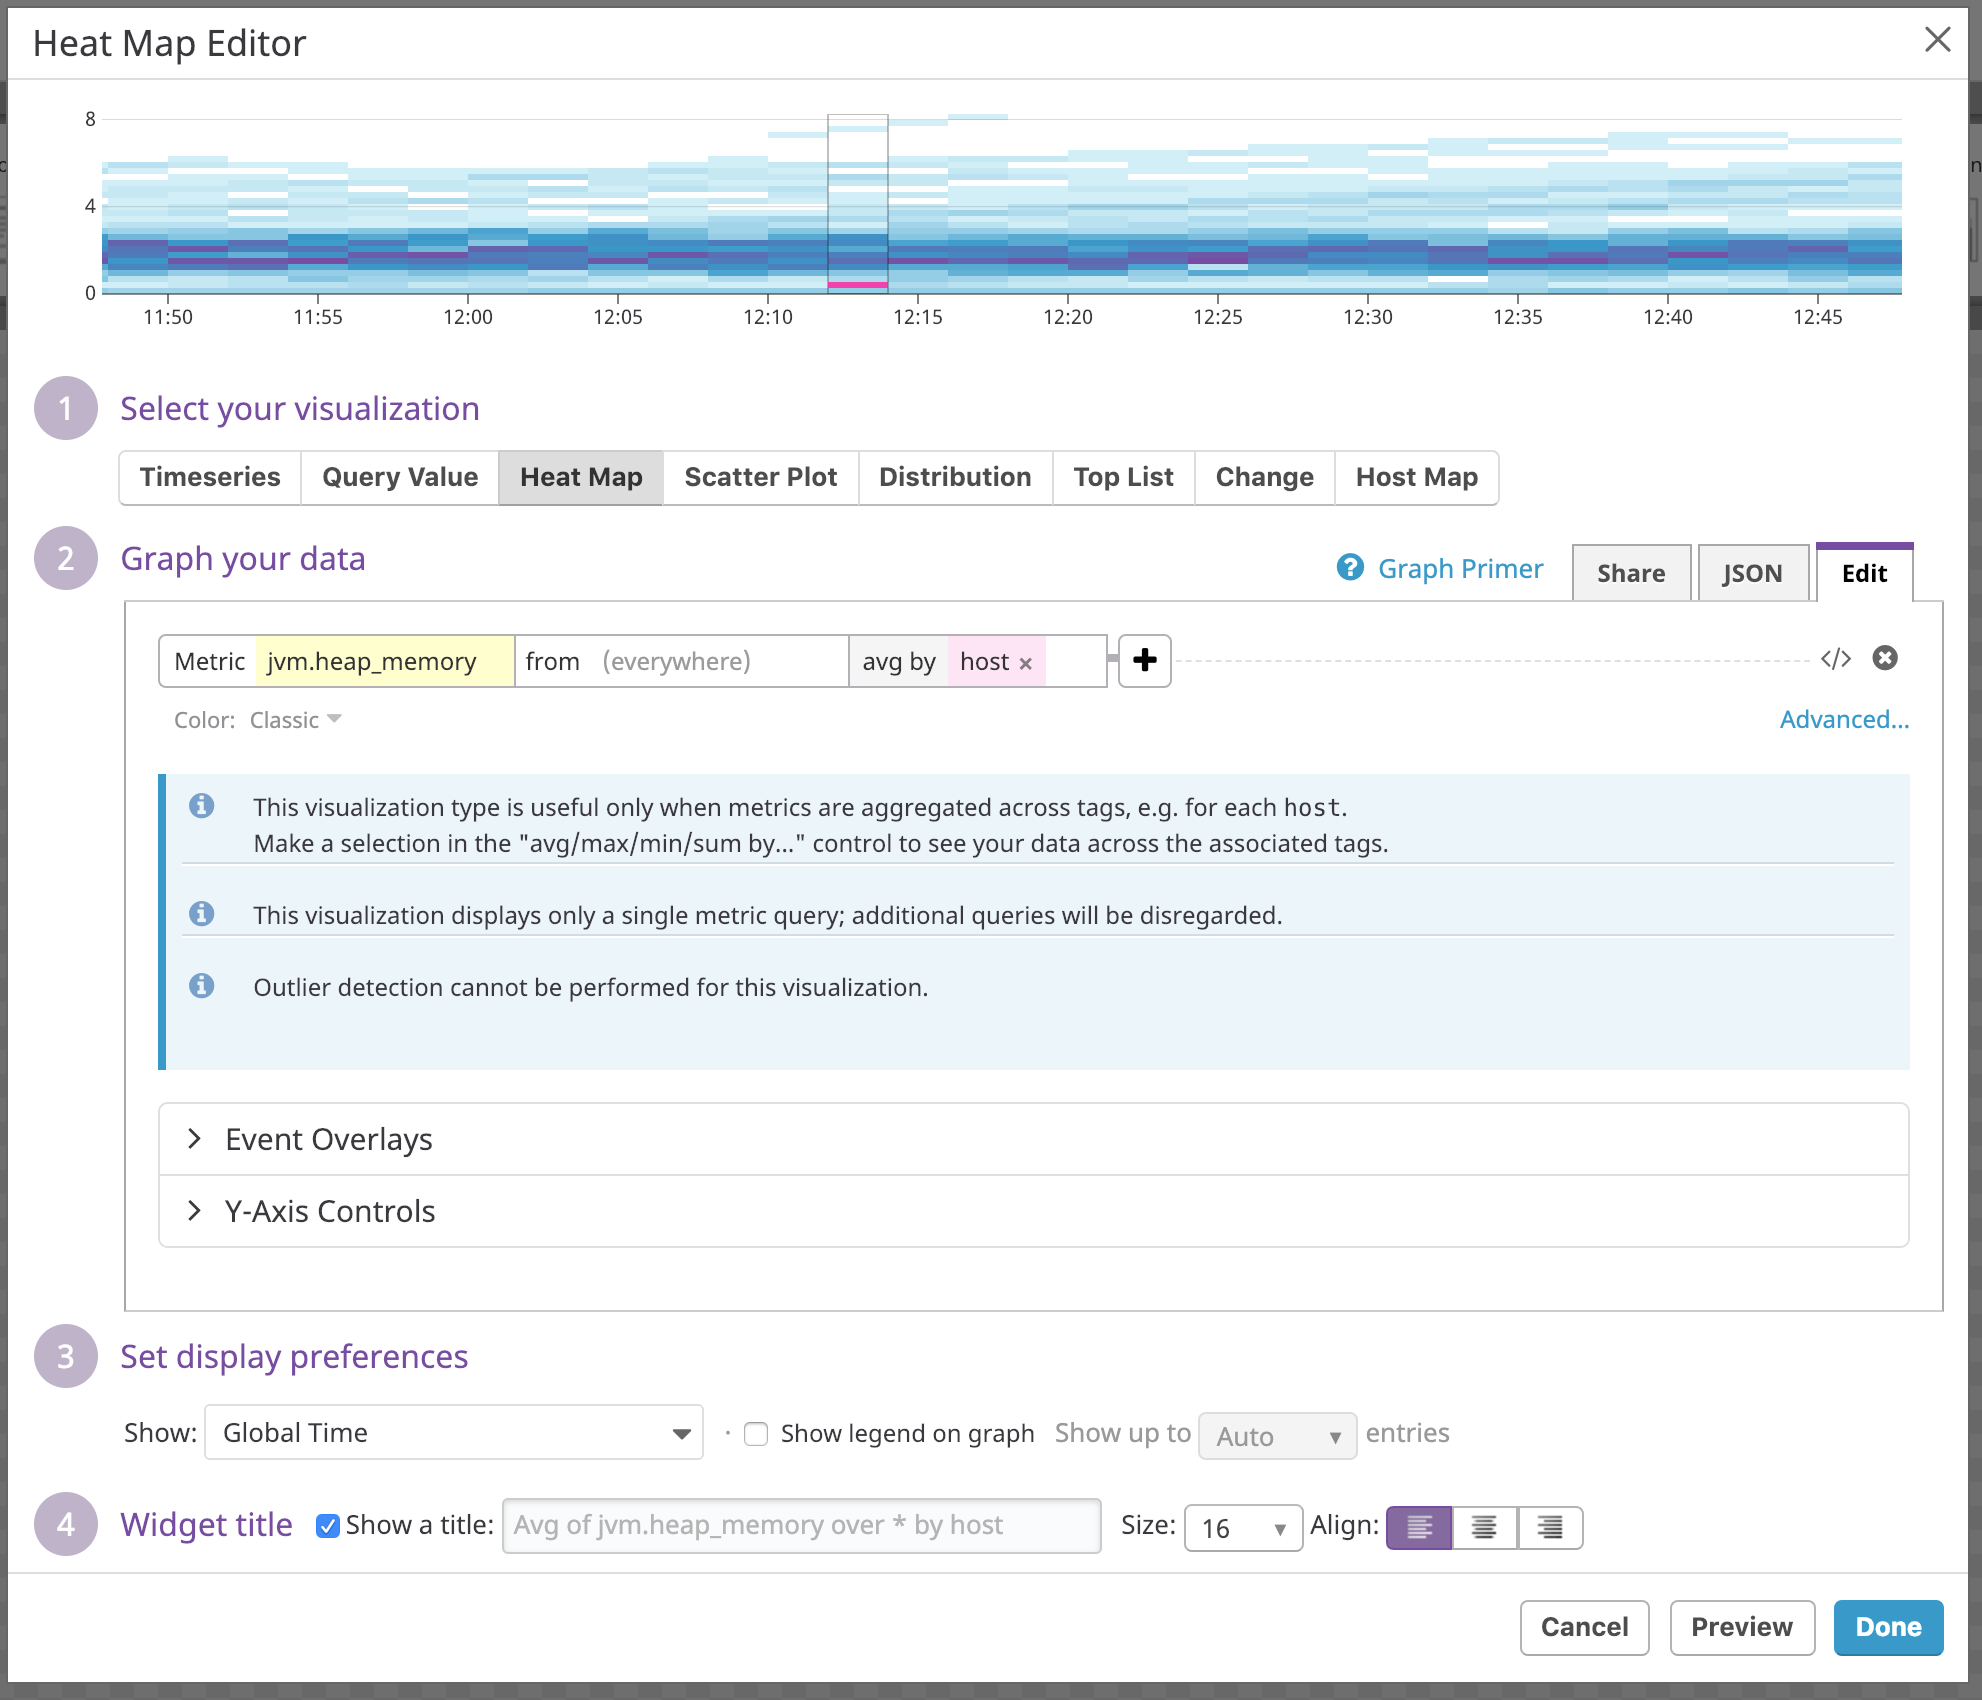 Heat Map Editor
8
4
0
11:50 11:55 12:00 12:05 12:10 12:15 12:20 12:25 12:30 12:35 12:40 12:45
1 Select your visualization
Timeseries Query Value Heat Map Scatter Plot Distribution Top List Change Host Map
2 Graph your data
? Graph Primer Share JSON Edit
Metric jvm.heap_memory from (everywhere) avg by host × + </>
Color: Classic Advanced...
This visualization type is useful only when metrics are aggregated across tags, e.g. for each host.
Make a selection in the "avg/max/min/sum by..." control to see your data across the associated tags.
This visualization displays only a single metric query; additional queries will be disregarded.
Outlier detection cannot be performed for this visualization.
Event Overlays
Y-Axis Controls
3 Set display preferences
Show: Global Time · Show legend on graph Show up to Auto entries
4 Widget title Show a title: Avg of jvm.heap_memory over * by host Size: 16 Align:
Cancel Preview Done